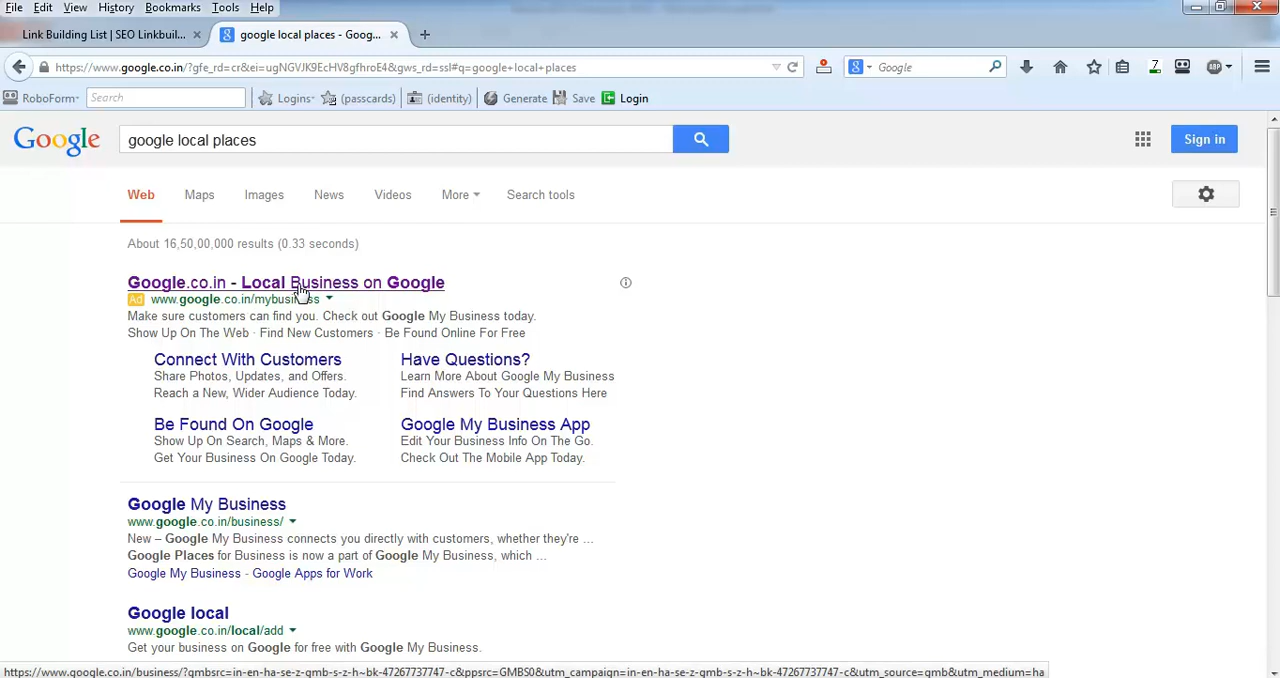 File Edit View History Bookmarks Tools Help
Link Building List | SEO Linkbuil... × google local places - Goog... × +
https://www.google.co.in/?gfe_rd=cr&ei=ugNGVJK9EcHV8gfhroE4&gws_rd=ssl#q=google+local+places
Google
RoboForm Search Logins (passcards) (identity) Generate Save Login
Google google local places Sign in
Web Maps Images News Videos More Search tools
About 16,50,00,000 results (0.33 seconds)
Google.co.in - Local Business on Google
Ad www.google.co.in/mybusiness
Make sure customers can find you. Check out Google My Business today.
Show Up On The Web · Find New Customers · Be Found Online For Free
Connect With Customers
Share Photos, Updates, and Offers.
Reach a New, Wider Audience Today.
Have Questions?
Learn More About Google My Business
Find Answers To Your Questions Here
Be Found On Google
Show Up On Search, Maps & More.
Get Your Business On Google Today.
Google My Business App
Edit Your Business Info On The Go.
Check Out The Mobile App Today.
Google My Business
www.google.co.in/business/
New – Google My Business connects you directly with customers, whether they're ...
Google Places for Business is now a part of Google My Business, which ...
Google My Business - Google Apps for Work
Google local
www.google.co.in/local/add
Get your business on Google for free with Google My Business.
https://www.google.co.in/business/?gmbsrc=in-en-ha-se-z-gmb-s-z-h~bk-47267737747-c&ppsrc=GMBS0&utm_campaign=in-en-ha-se-z-gmb-s-z-h~bk-47267737747-c&utm_source=gmb&utm_medium=ha